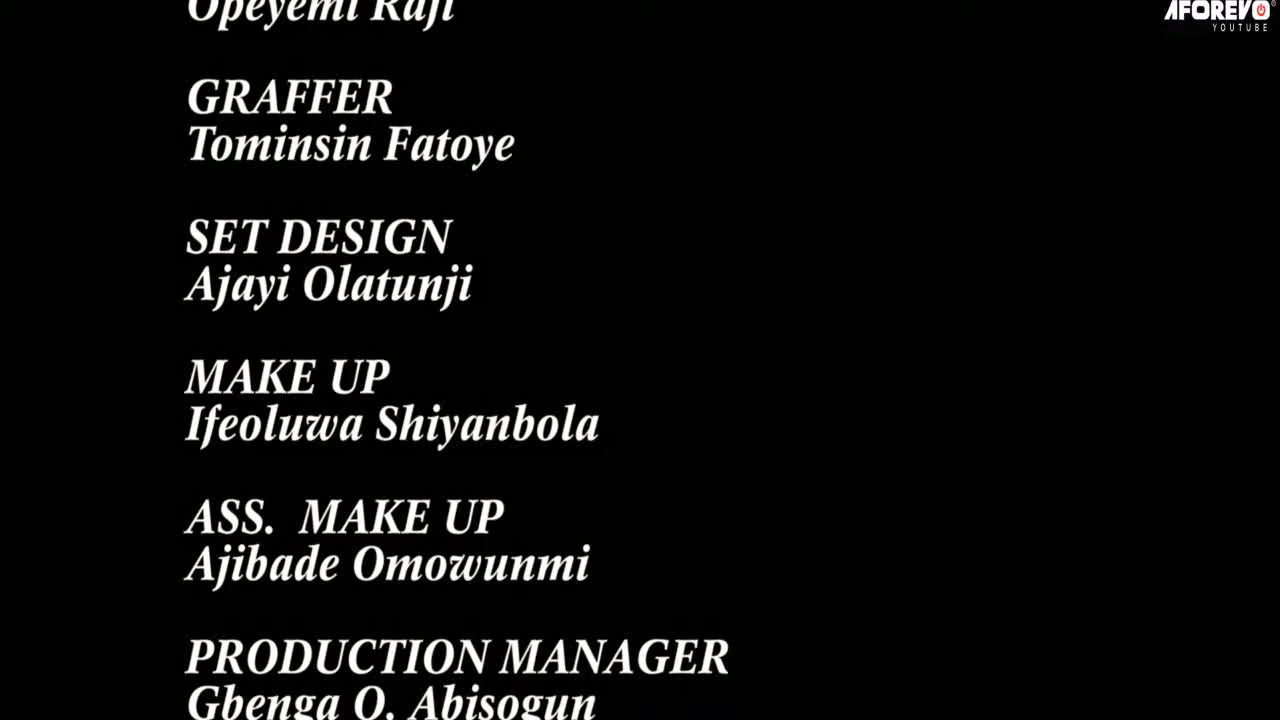 Opeyemi Raji
AFOREVO
YOUTUBE
GRAFFER
Tominsin Fatoye
SET DESIGN
Ajayi Olatunji
MAKE UP
Ifeoluwa Shiyanbola
ASS. MAKE UP
Ajibade Omowunmi
PRODUCTION MANAGER
Gbenga O. Abisogun